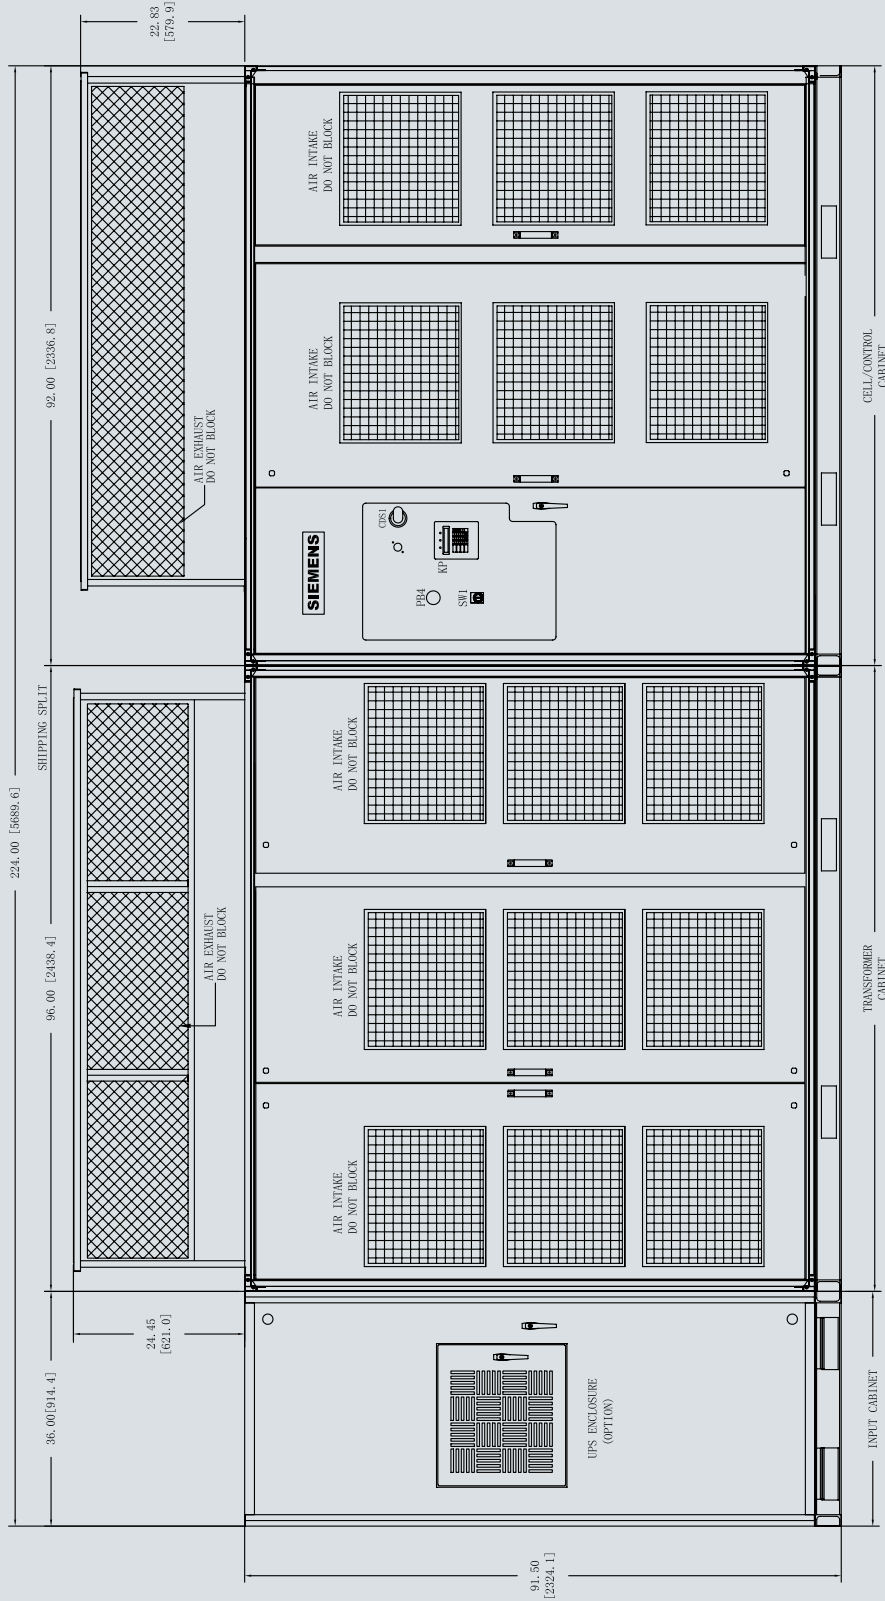 224.00 [5689.6]
36.00[914.4]
96.00 [2438.4]
SHIPPING SPLIT
92.00 [2336.8]
24.45
[621.0]
22.83
[579.9]
AIR EXHAUST
DO NOT BLOCK
AIR EXHAUST
DO NOT BLOCK
91.50
[2324.1]
AIR INTAKE
DO NOT BLOCK
AIR INTAKE
DO NOT BLOCK
AIR INTAKE
DO NOT BLOCK
SIEMENS
AIR INTAKE
DO NOT BLOCK
AIR INTAKE
DO NOT BLOCK
CDS1
PB4
KP
SW1
UPS ENCLOSURE
(OPTION)
INPUT CABINET
TRANSFORMER
CABINET
CELL/CONTROL
CABINET